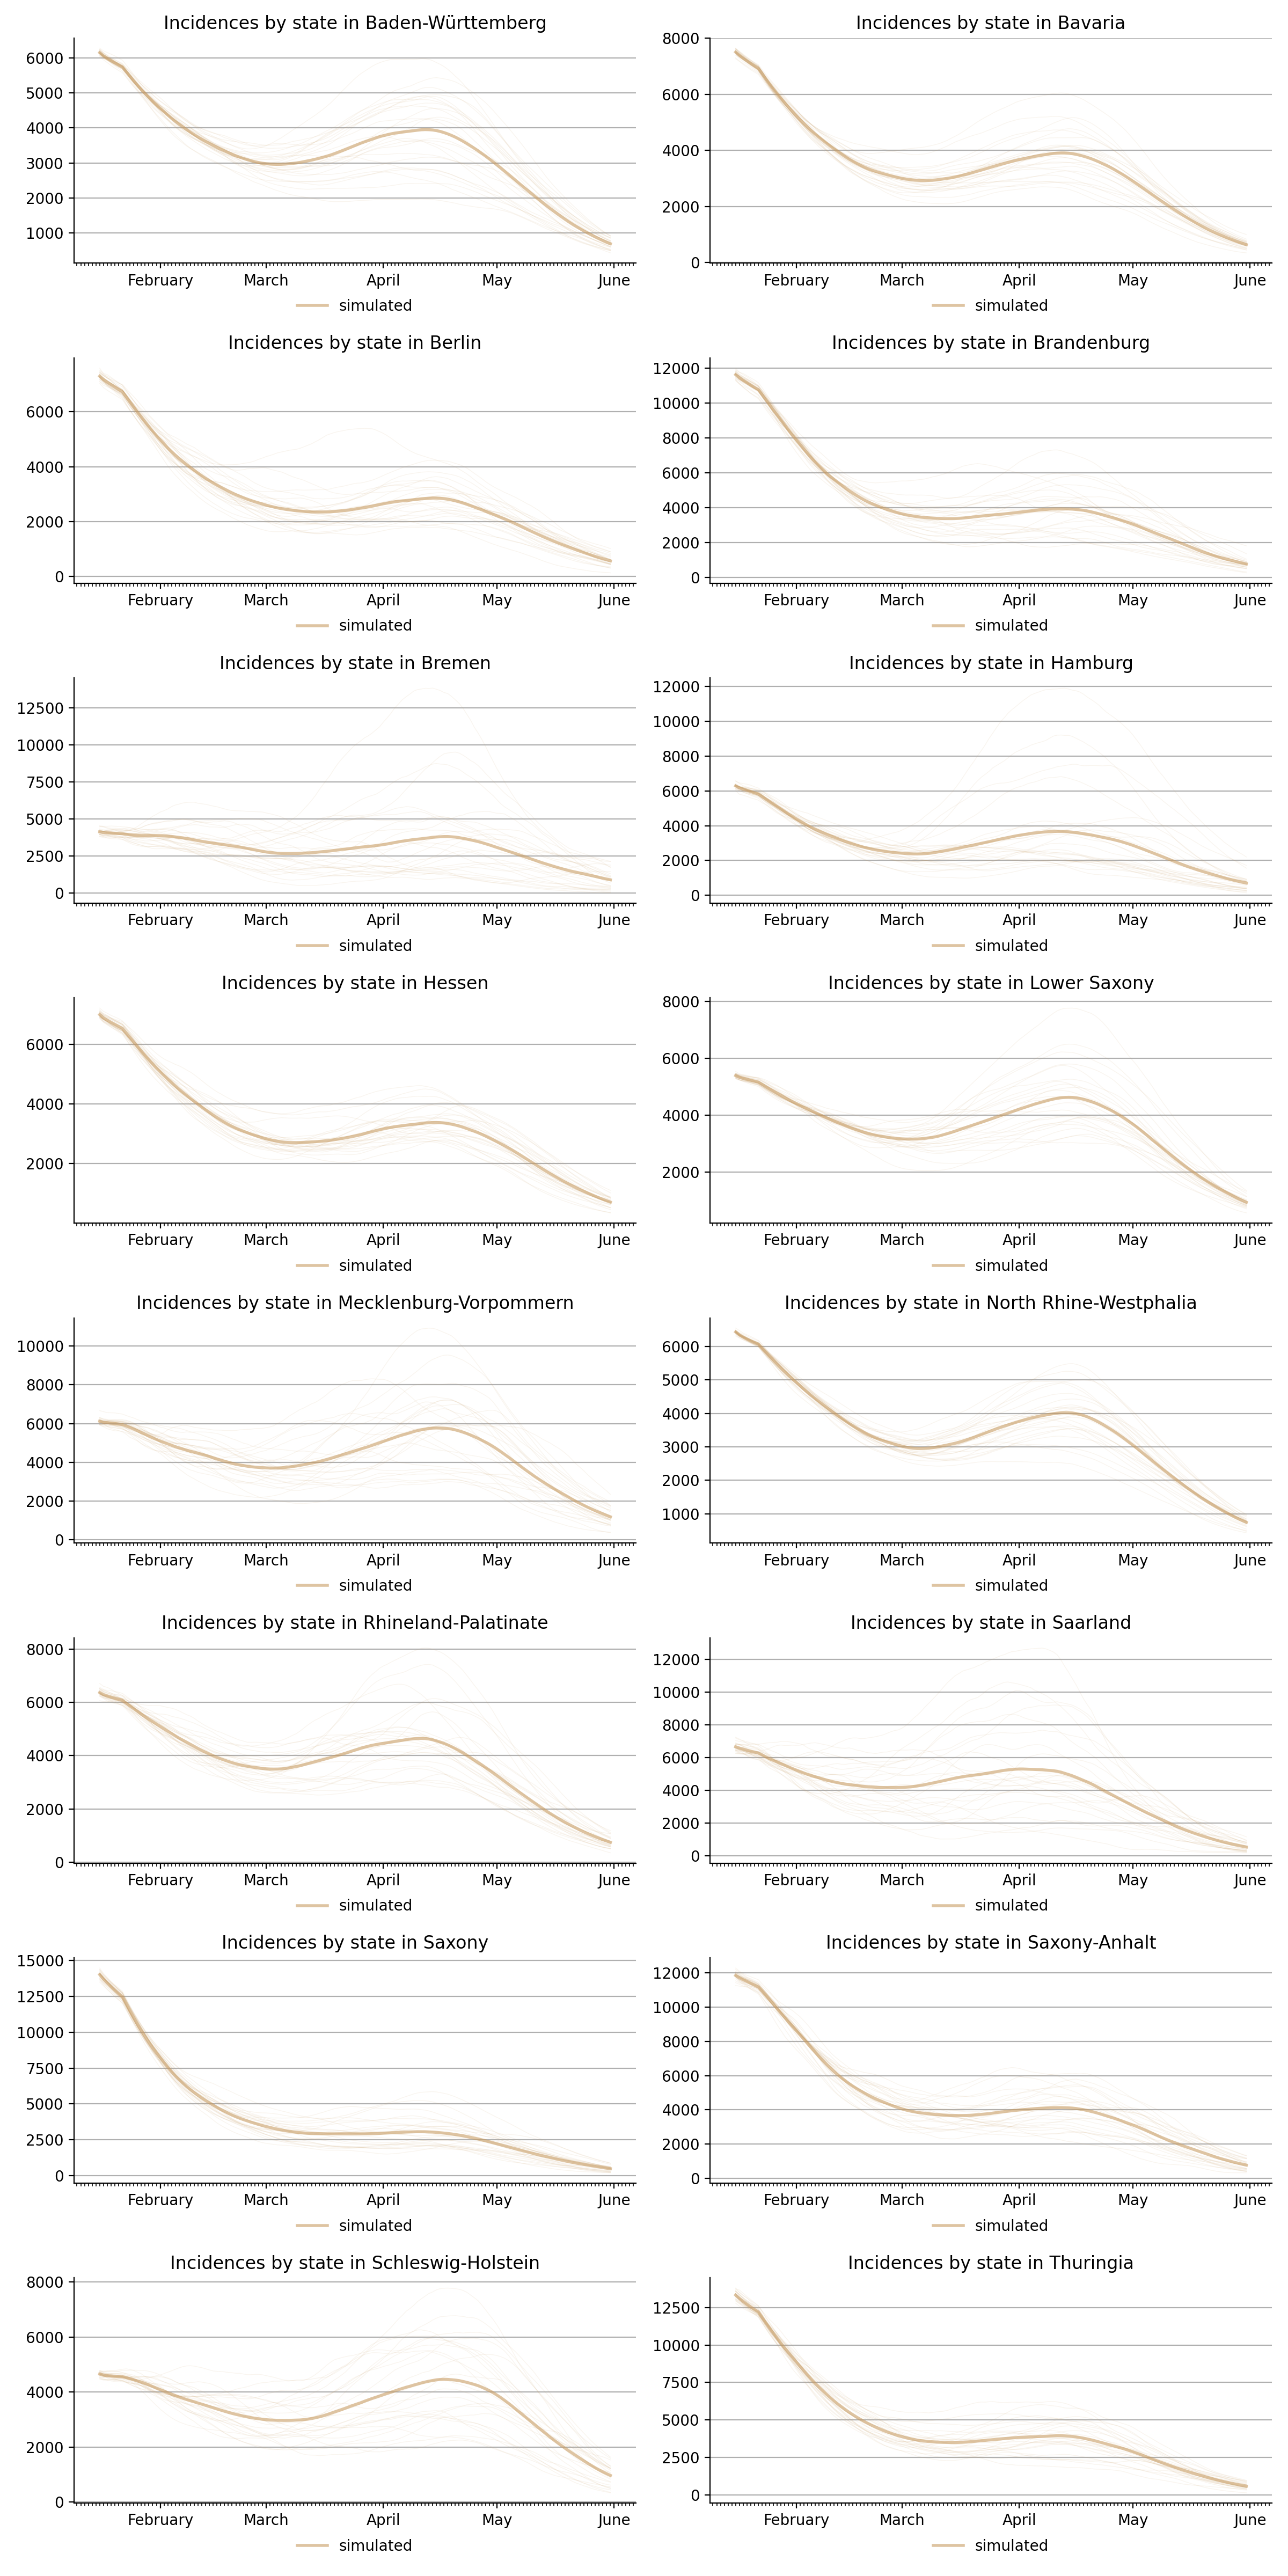 Incidences by state in Baden-Württemberg
6000
5000
4000
3000
2000
1000
February March April May June
simulated
Incidences by state in Bavaria
8000
6000
4000
2000
0
February March April May June
simulated
Incidences by state in Berlin
6000
4000
2000
0
February March April May June
simulated
Incidences by state in Brandenburg
12000
10000
8000
6000
4000
2000
0
February March April May June
simulated
Incidences by state in Bremen
12500
10000
7500
5000
2500
0
February March April May June
simulated
Incidences by state in Hamburg
12000
10000
8000
6000
4000
2000
0
February March April May June
simulated
Incidences by state in Hessen
6000
4000
2000
February March April May June
simulated
Incidences by state in Lower Saxony
8000
6000
4000
2000
February March April May June
simulated
Incidences by state in Mecklenburg-Vorpommern
10000
8000
6000
4000
2000
0
February March April May June
simulated
Incidences by state in North Rhine-Westphalia
6000
5000
4000
3000
2000
1000
February March April May June
simulated
Incidences by state in Rhineland-Palatinate
8000
6000
4000
2000
0
February March April May June
simulated
Incidences by state in Saarland
12000
10000
8000
6000
4000
2000
0
February March April May June
simulated
Incidences by state in Saxony
15000
12500
10000
7500
5000
2500
0
February March April May June
simulated
Incidences by state in Saxony-Anhalt
12000
10000
8000
6000
4000
2000
0
February March April May June
simulated
Incidences by state in Schleswig-Holstein
8000
6000
4000
2000
0
February March April May June
simulated
Incidences by state in Thuringia
12500
10000
7500
5000
2500
0
February March April May June
simulated